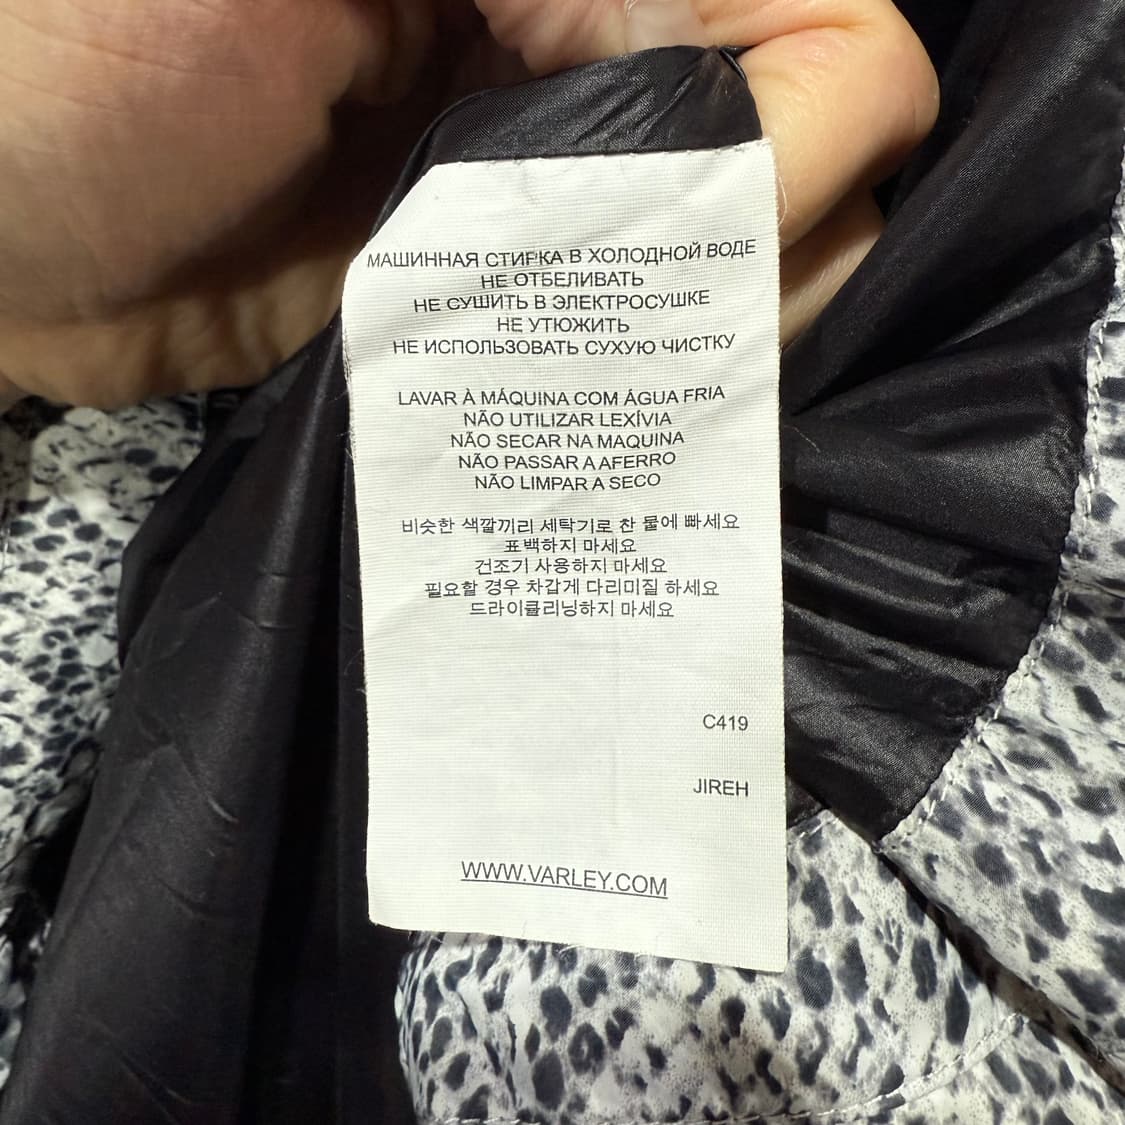 МАШИННАЯ СТИРКА В ХОЛОДНОЙ ВОДЕ
НЕ ОТБЕЛИВАТЬ
НЕ СУШИТЬ В ЭЛЕКТРОСУШКЕ
НЕ УТЮЖИТЬ
НЕ ИСПОЛЬЗОВАТЬ СУХУЮ ЧИСТКУ
LAVAR À MÁQUINA COM ÁGUA FRIA
NÃO UTILIZAR LEXÍVIA
NÃO SECAR NA MAQUINA
NÃO PASSAR A AFERRO
NÃO LIMPAR A SECO
비슷한 색깔끼리 세탁기로 찬 물에 빠세요
표백하지 마세요
건조기 사용하지 마세요
필요할 경우 차갑게 다리미질 하세요
드라이클리닝하지 마세요
C419
JIREH
WWW.VARLEY.COM